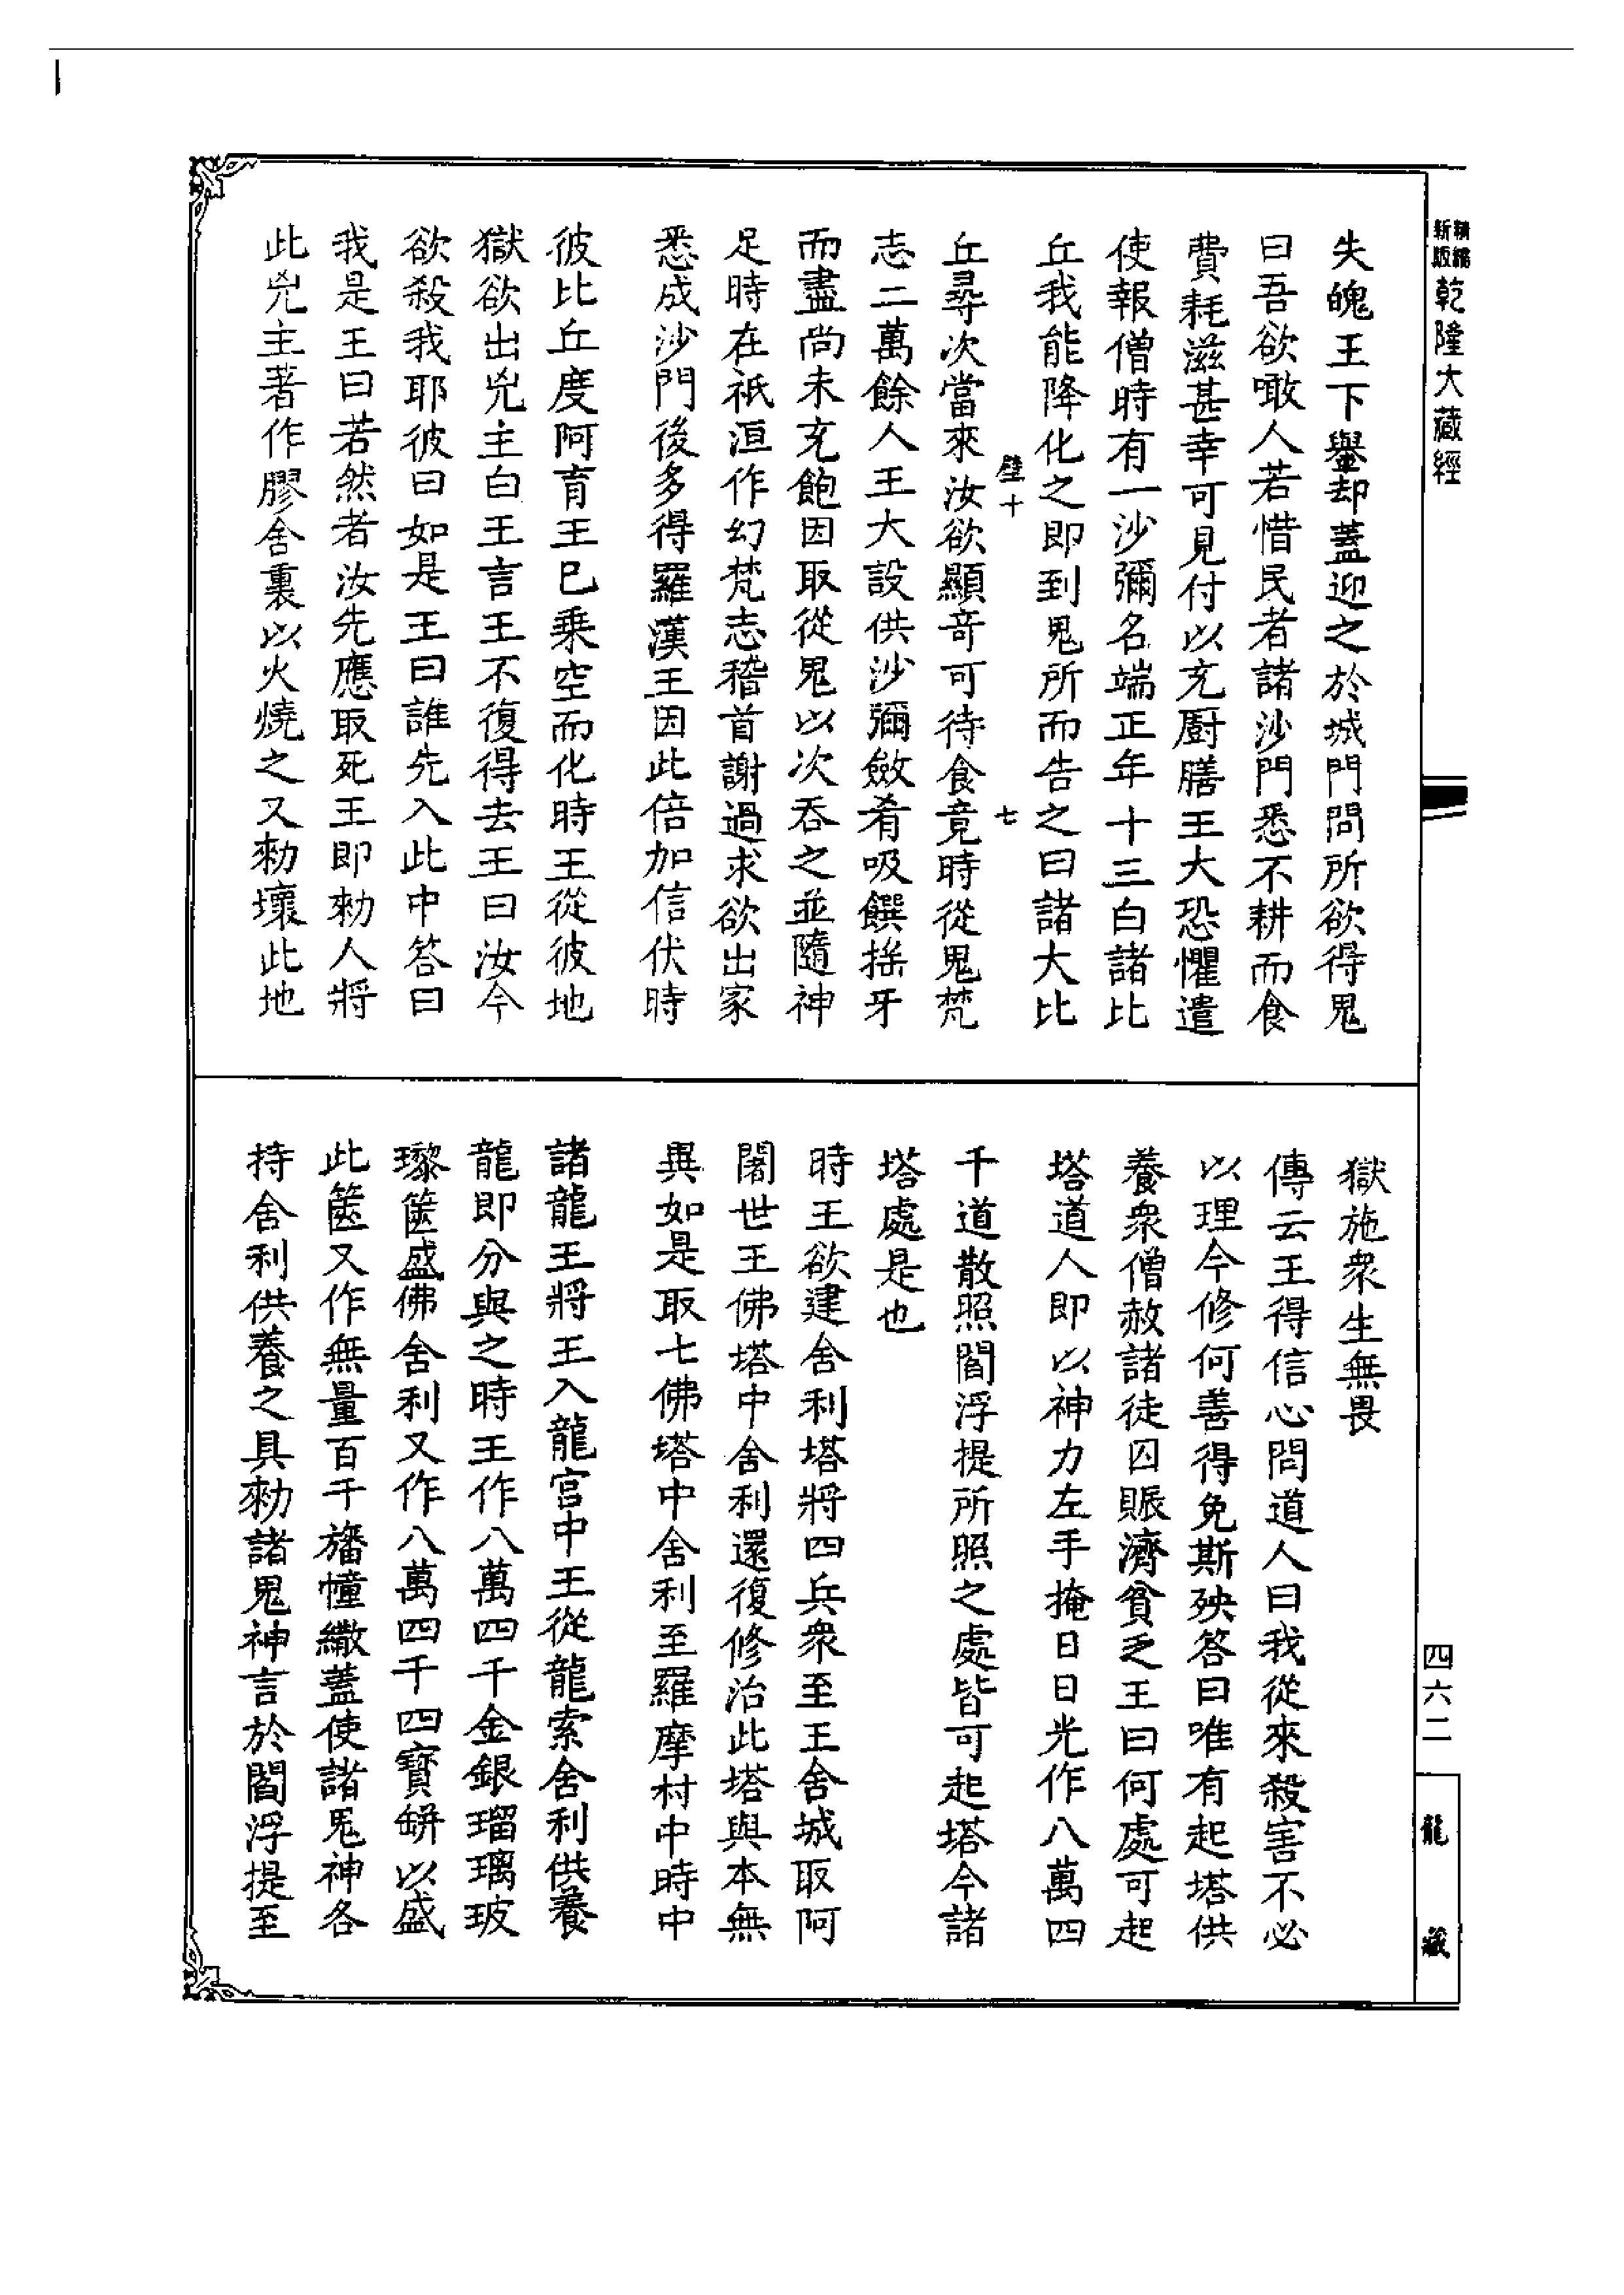 新編
新版
乾隆大藏經
失魄王下轝却蓋迎之於城門問所欲得鬼
曰吾欲噉人若惜民者諸沙門悉不耕而食
費耗滋甚幸可見付以充厨膳王大恐懼遣
使報僧時有一沙彌名端正年十三白諸比
丘我能降化之即到鬼所而告之曰諸大比
壁十 七
丘尋次當來汝欲顯竒可待食竟時從鬼梵
志二萬餘人王大設供沙彌斂肴吸饌揺牙
而盡尚未充飽因取從鬼以次吞之並隨神
足時在祇洹作幻梵志稽首謝過求欲出家
悉成沙門後多得羅漢王因此倍加信伏時
彼比丘度阿育王已乗空而化時王從彼地
獄欲出兇主白王言王不復得去王曰汝今
欲殺我耶彼曰如是王曰誰先入此中答曰
我是王曰若然者汝先應取死王即勑人將
此兇主著作膠舍裏以火燒之又勑壞此地
獄施衆生無畏
傳云王得信心問道人曰我從來殺害不必
以理今修何善得免斯殃答曰唯有起塔供
養衆僧赦諸徒囚賑濟貧乏王曰何處可起
塔道人即以神力左手掩日日光作八萬四
千道散照閻浮提所照之處皆可起塔今諸
塔處是也
時王欲建舍利塔將四兵衆至王舍城取阿
闍世王佛塔中舍利還復修治此塔與本無
異如是取七佛塔中舍利至羅摩村中時中
諸龍王將王入龍宫中王從龍索舍利供養
龍即分與之時王作八萬四千金銀瑠璃玻
瓈篋盛佛舍利又作八萬四千四寳缾以盛
此篋又作無量百千旛幢繖蓋使諸鬼神各
持舍利供養之具勑諸鬼神言於閻浮提至
四六二
龍藏